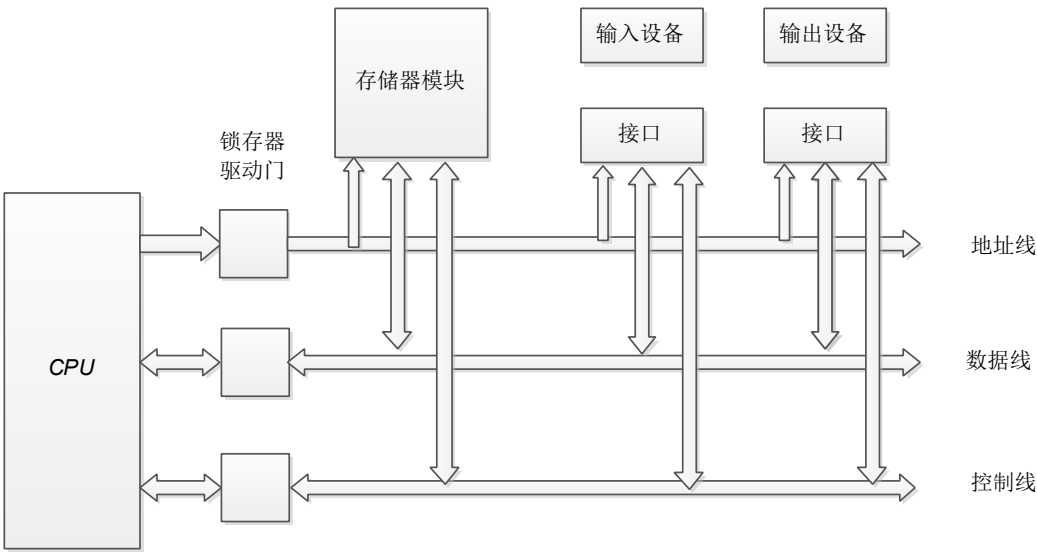 输入设备
输出设备
存储器模块
接口
接口
锁存器
驱动门
地址线
CPU
数据线
控制线